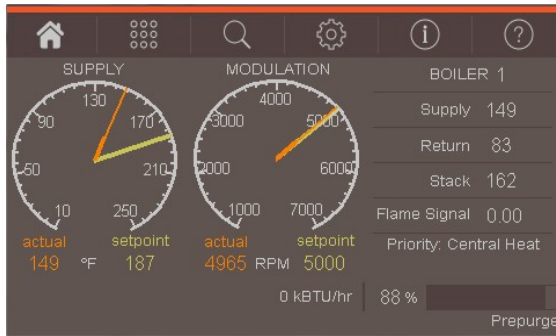 SUPPLY
130
90
170
50
210
10
250
actual
setpoint
149 °F 187
MODULATION
4000
3000
5000
2000
6000
1000
7000
actual
setpoint
4965 RPM 5000
BOILER 1
Supply 149
Return 83
Stack 162
Flame Signal 0.00
Priority: Central Heat
0 kBTU/hr 88 %
Prepurge